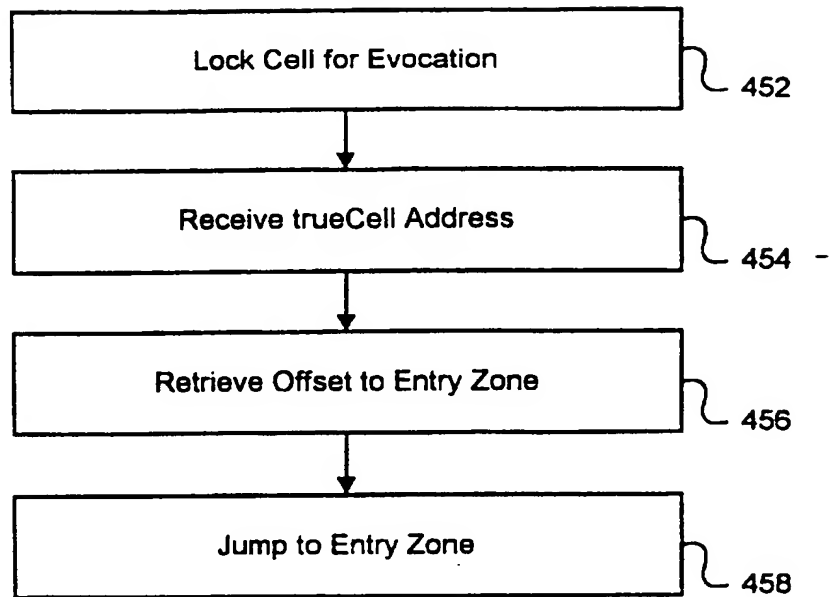 Lock Cell for Evocation
452
Receive trueCell Address
454
Retrieve Offset to Entry Zone
456
Jump to Entry Zone
458